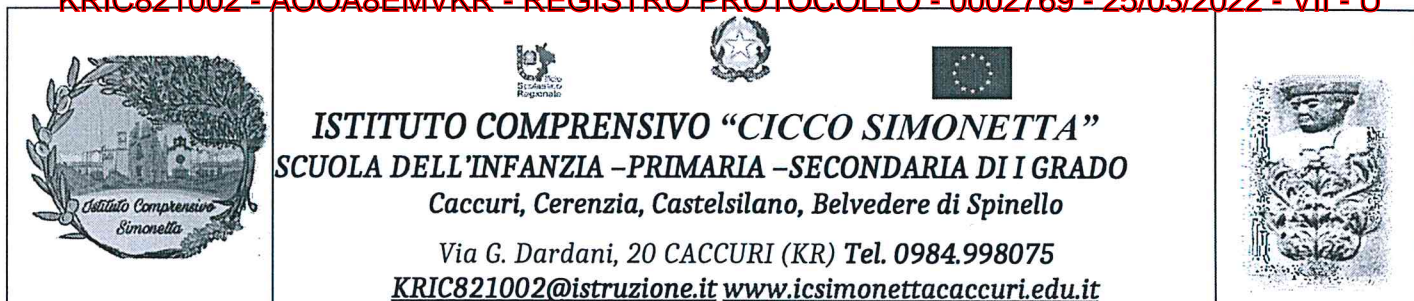 KRIC821002 - AOOA8EMVKR - REGISTRO PROTOCOLLO - 0002769 - 25/03/2022 - VII - U
Scolastico
Regionale
Istituto Comprensivo
Simonetta
ISTITUTO COMPRENSIVO “CICCO SIMONETTA”
SCUOLA DELL'INFANZIA –PRIMARIA –SECONDARIA DI I GRADO
Caccuri, Cerenzia, Castelsilano, Belvedere di Spinello
Via G. Dardani, 20 CACCURI (KR) Tel. 0984.998075
KRIC821002@istruzione.it www.icsimonettacaccuri.edu.it